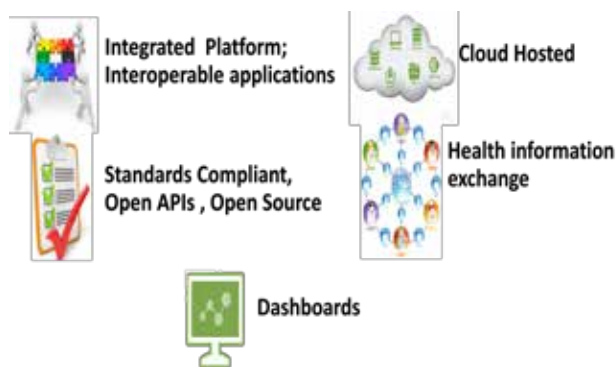 Integrated Platform;
Interoperable applications
Cloud Hosted
Standards Compliant,
Open APIs , Open Source
Health information
exchange
Dashboards